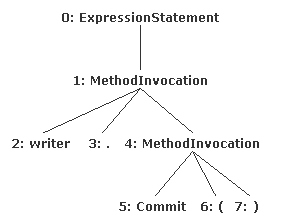 0: ExpressionStatement
1: MethodInvocation
2: writer 3: . 4: MethodInvocation
5: Commit 6: ( 7: )